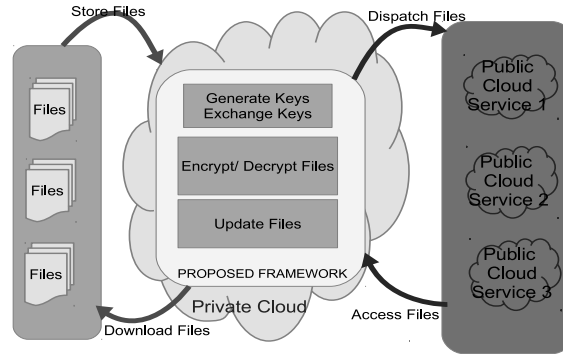 Store Files
Dispatch Files
Files
Files
Files
Generate Keys
Exchange Keys
Encrypt/ Decrypt Files
Update Files
PROPOSED FRAMEWORK
Private Cloud
Public
Cloud
Service 1
Public
Cloud
Service 2
Public
Cloud
Service 3
Download Files
Access Files